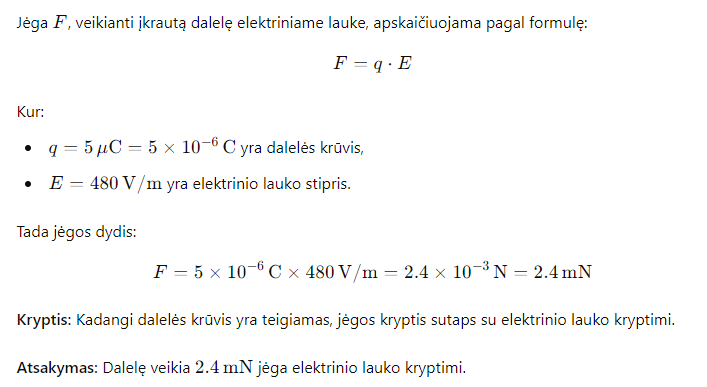 Jėga F, veikianti įkrautą dalelę elektriniame lauke, apskaičiuojama pagal formulę:
F = q · E
Kur:
• q = 5 μC = 5 × 10⁻⁶ C yra dalelės krūvis,
• E = 480 V/m yra elektrinio lauko stipris.
Tada jėgos dydis:
F = 5 × 10⁻⁶ C × 480 V/m = 2.4 × 10⁻³ N = 2.4 mN
Kryptis: Kadangi dalelės krūvis yra teigiamas, jėgos kryptis sutaps su elektrinio lauko kryptimi.
Atsakymas: Dalelę veikia 2.4 mN jėga elektrinio lauko kryptimi.